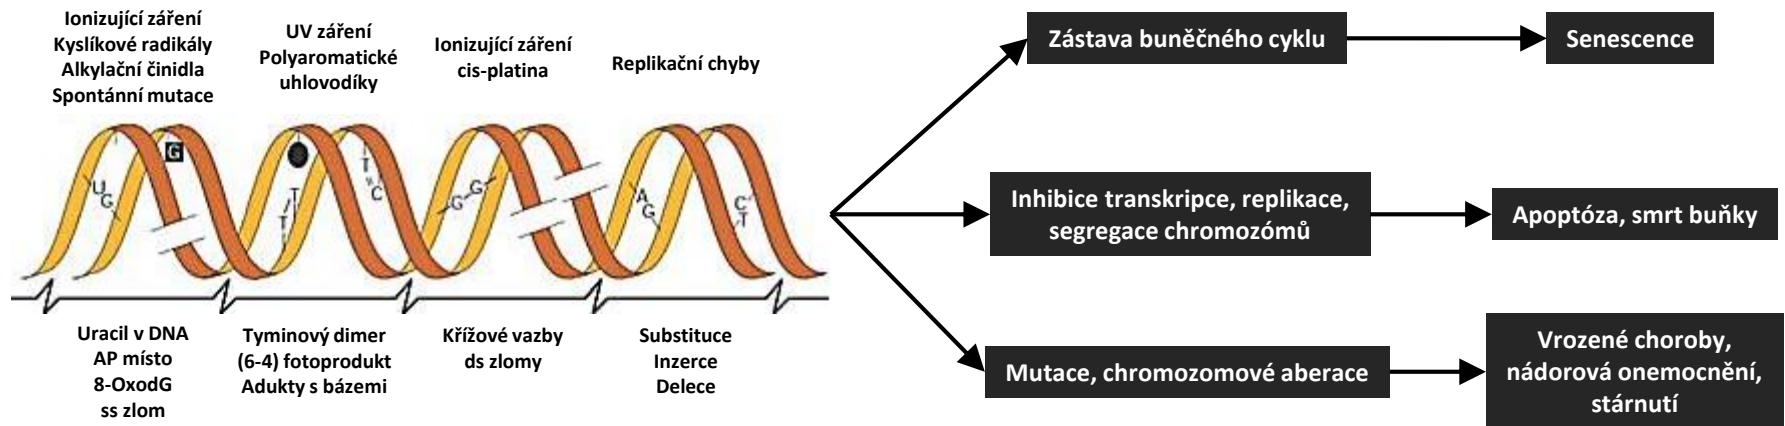 Ionizující záření
Kyslíkové radikály
Alkylační činidla
Spontánní mutace
UV záření
Polyaromatické
uhlovodíky
Ionizující záření
cis-platina
Replikační chyby
U
G
G
T
T
T
C
G
G
A
G
C
T
Uracil v DNA
AP místo
8-OxodG
ss zlom
Tyminový dimer
(6-4) fotoprodukt
Adukty s bázemi
Křížové vazby
ds zlomy
Substituce
Inzerce
Delece
Zástava buněčného cyklu
Senescence
Inhibice transkripce, replikace,
segregace chromozómů
Apoptóza, smrt buňky
Mutace, chromozomové aberace
Vrozené choroby,
nádorová onemocnění,
stárnutí